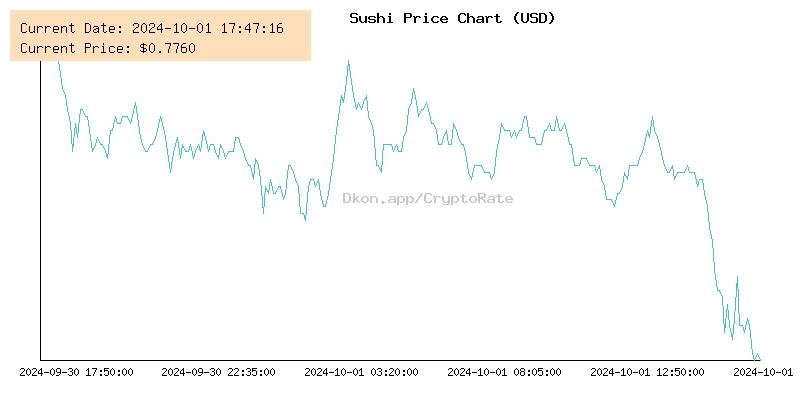 Sushi Price Chart (USD)
Current Date: 2024-10-01 17:47:16
Current Price: $0.7760
Dkon.app/CryptoRate
2024-09-30 17:50:00 2024-09-30 22:35:00 2024-10-01 03:20:00 2024-10-01 08:05:00 2024-10-01 12:50:00 2024-10-01